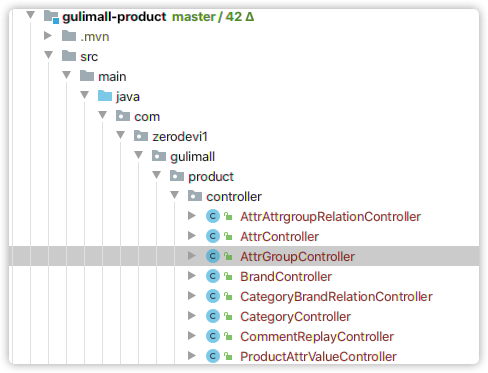 gulimall-product master / 42 Δ
.mvn
src
main
java
com
zerodevi1
gulimall
product
controller
C AttrAttrgroupRelationController
C AttrController
C AttrGroupController
C BrandController
C CategoryBrandRelationController
C CategoryController
C CommentReplayController
C ProductAttrValueController